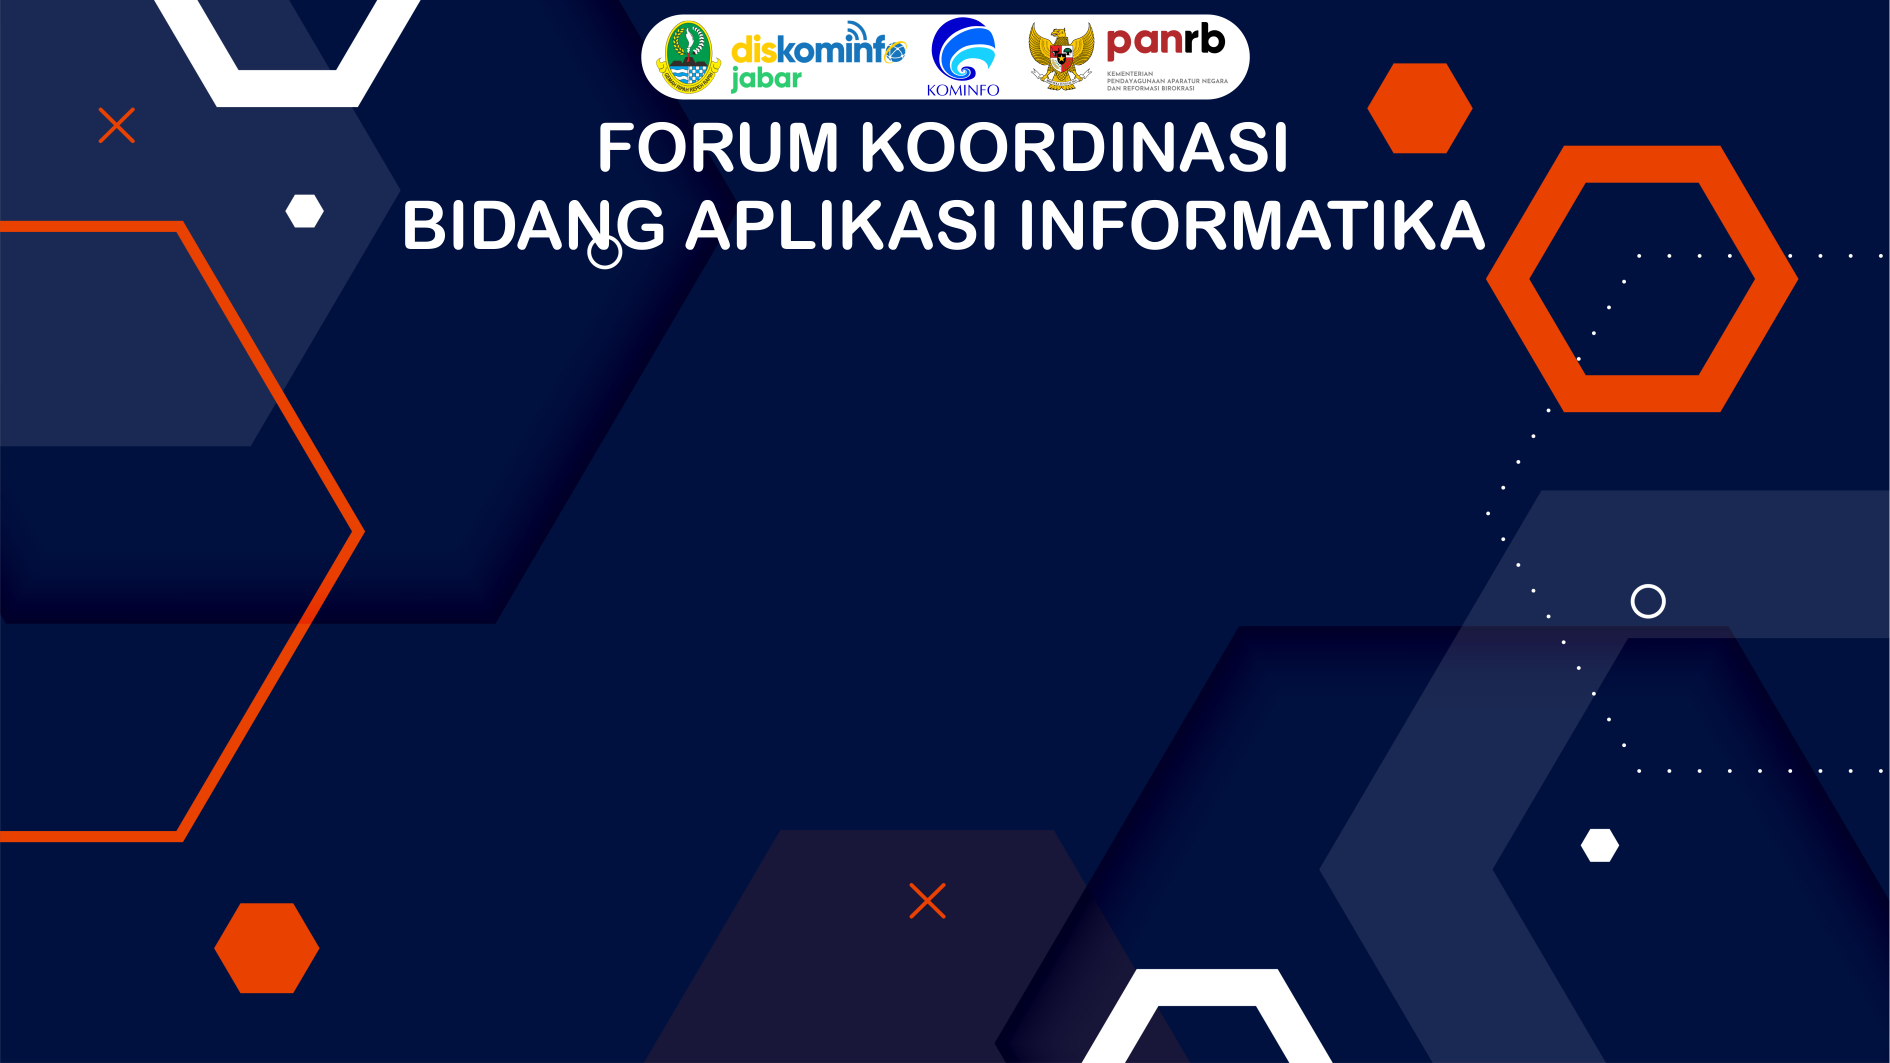 diskominfo
jabar
KOMINFO
panrb
KEMENTERIAN
PENDAYAGUNAAN APARATUR NEGARA
DAN REFORMASI BIROKRASI
FORUM KOORDINASI
BIDANG APLIKASI INFORMATIKA